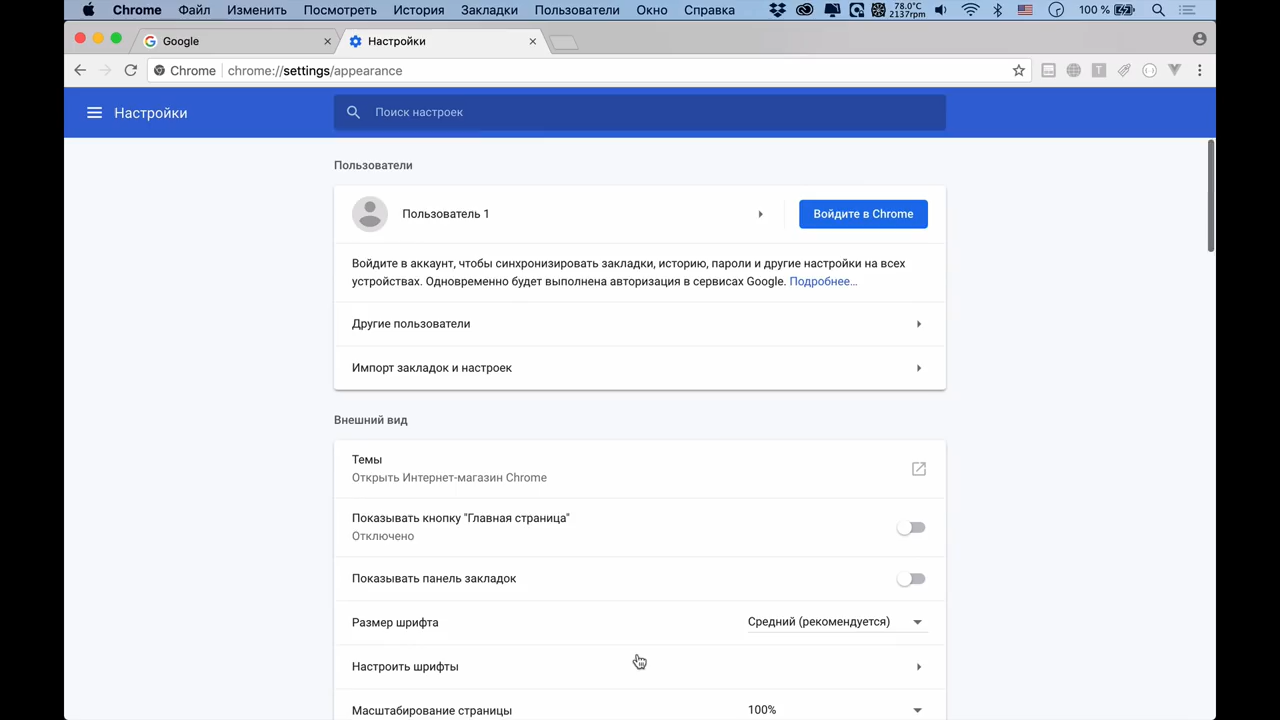 Chrome Файл Изменить Посмотреть История Закладки Пользователи Окно Справка 78.0°C 2137rpm 100 %
Google Настройки
Chrome chrome://settings/appearance T
Настройки Поиск настроек
Пользователи
Пользователь 1 Войдите в Chrome
Войдите в аккаунт, чтобы синхронизировать закладки, историю, пароли и другие настройки на всех
устройствах. Одновременно будет выполнена авторизация в сервисах Google. Подробнее...
Другие пользователи
Импорт закладок и настроек
Внешний вид
Темы
Открыть Интернет-магазин Chrome
Показывать кнопку "Главная страница"
Отключено
Показывать панель закладок
Размер шрифта Средний (рекомендуется)
Настроить шрифты
Масштабирование страницы 100%